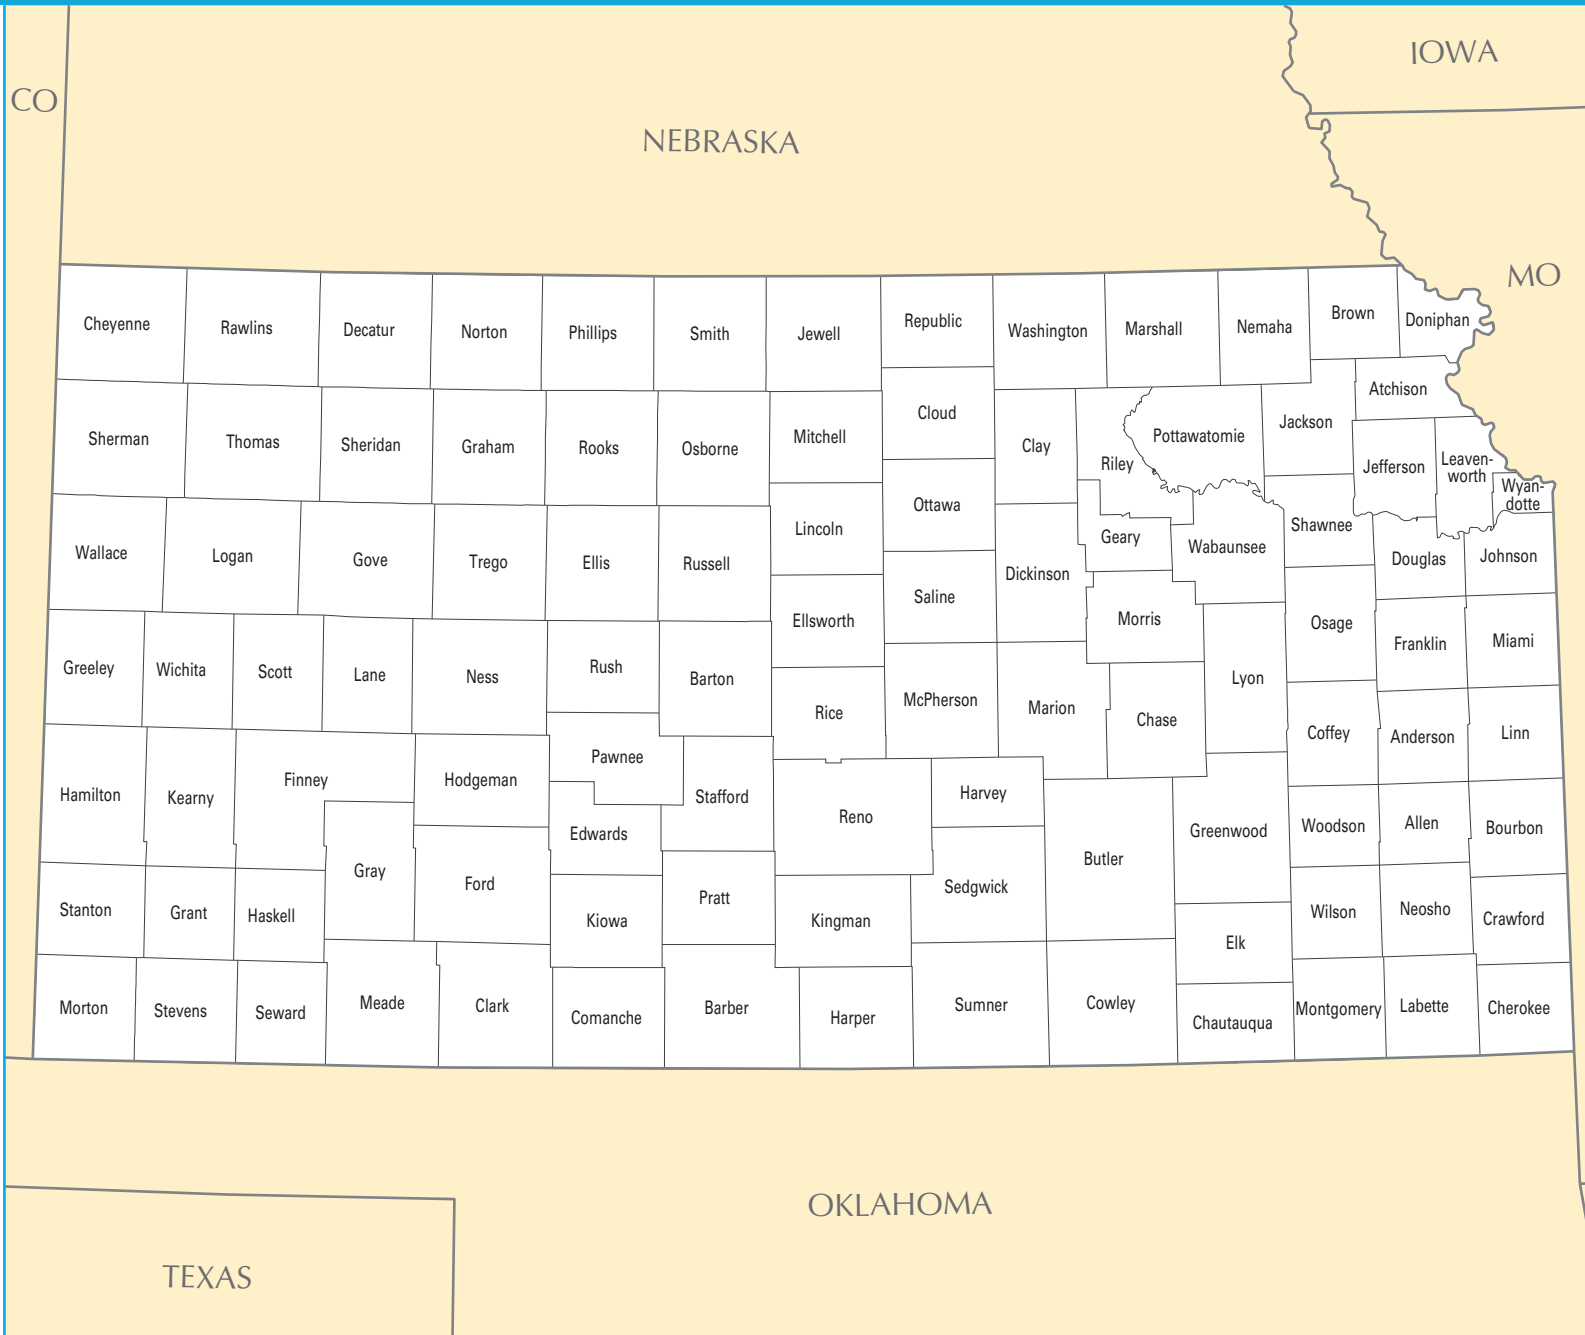 IOWA
CO
NEBRASKA
MO
Cheyenne
Rawlins
Decatur
Norton
Phillips
Smith
Jewell
Republic
Washington
Marshall
Nemaha
Brown
Doniphan
Sherman
Thomas
Sheridan
Graham
Rooks
Osborne
Mitchell
Cloud
Clay
Riley
Pottawatomie
Jackson
Atchison
Jefferson
Leaven-
worth
Wyan-
dotte
Wallace
Logan
Gove
Trego
Ellis
Russell
Lincoln
Ottawa
Dickinson
Geary
Wabaunsee
Shawnee
Douglas
Johnson
Ellsworth
Saline
Morris
Osage
Franklin
Miami
Greeley
Wichita
Scott
Lane
Ness
Rush
Barton
Rice
McPherson
Marion
Chase
Lyon
Coffey
Anderson
Linn
Hamilton
Kearny
Finney
Hodgeman
Pawnee
Stafford
Reno
Harvey
Edwards
Gray
Ford
Sedgwick
Butler
Greenwood
Woodson
Allen
Bourbon
Stanton
Grant
Haskell
Kiowa
Pratt
Kingman
Elk
Wilson
Neosho
Crawford
Morton
Stevens
Seward
Meade
Clark
Comanche
Barber
Harper
Sumner
Cowley
Chautauqua
Montgomery
Labette
Cherokee
OKLAHOMA
TEXAS